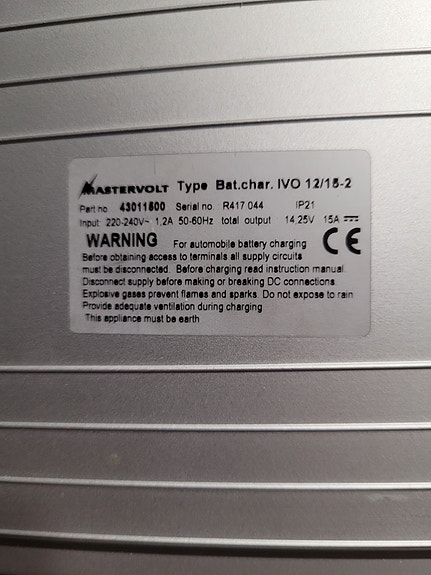 MASTERVOLT Type Bat.char. IVO 12/15-2
Part no 43011500 Serial no. R417 044 IP21
Input 220-240V~ 1,2A 50-60Hz total output 14,25V 15A ⎓
WARNING For automobile battery charging CE
Before obtaining access to terminals all supply circuits
must be disconnected. Before charging read instruction manual.
Disconnect supply before making or breaking DC connections
Explosive gases prevent flames and sparks. Do not expose to rain
Provide adequate ventilation during charging
This appliance must be earth